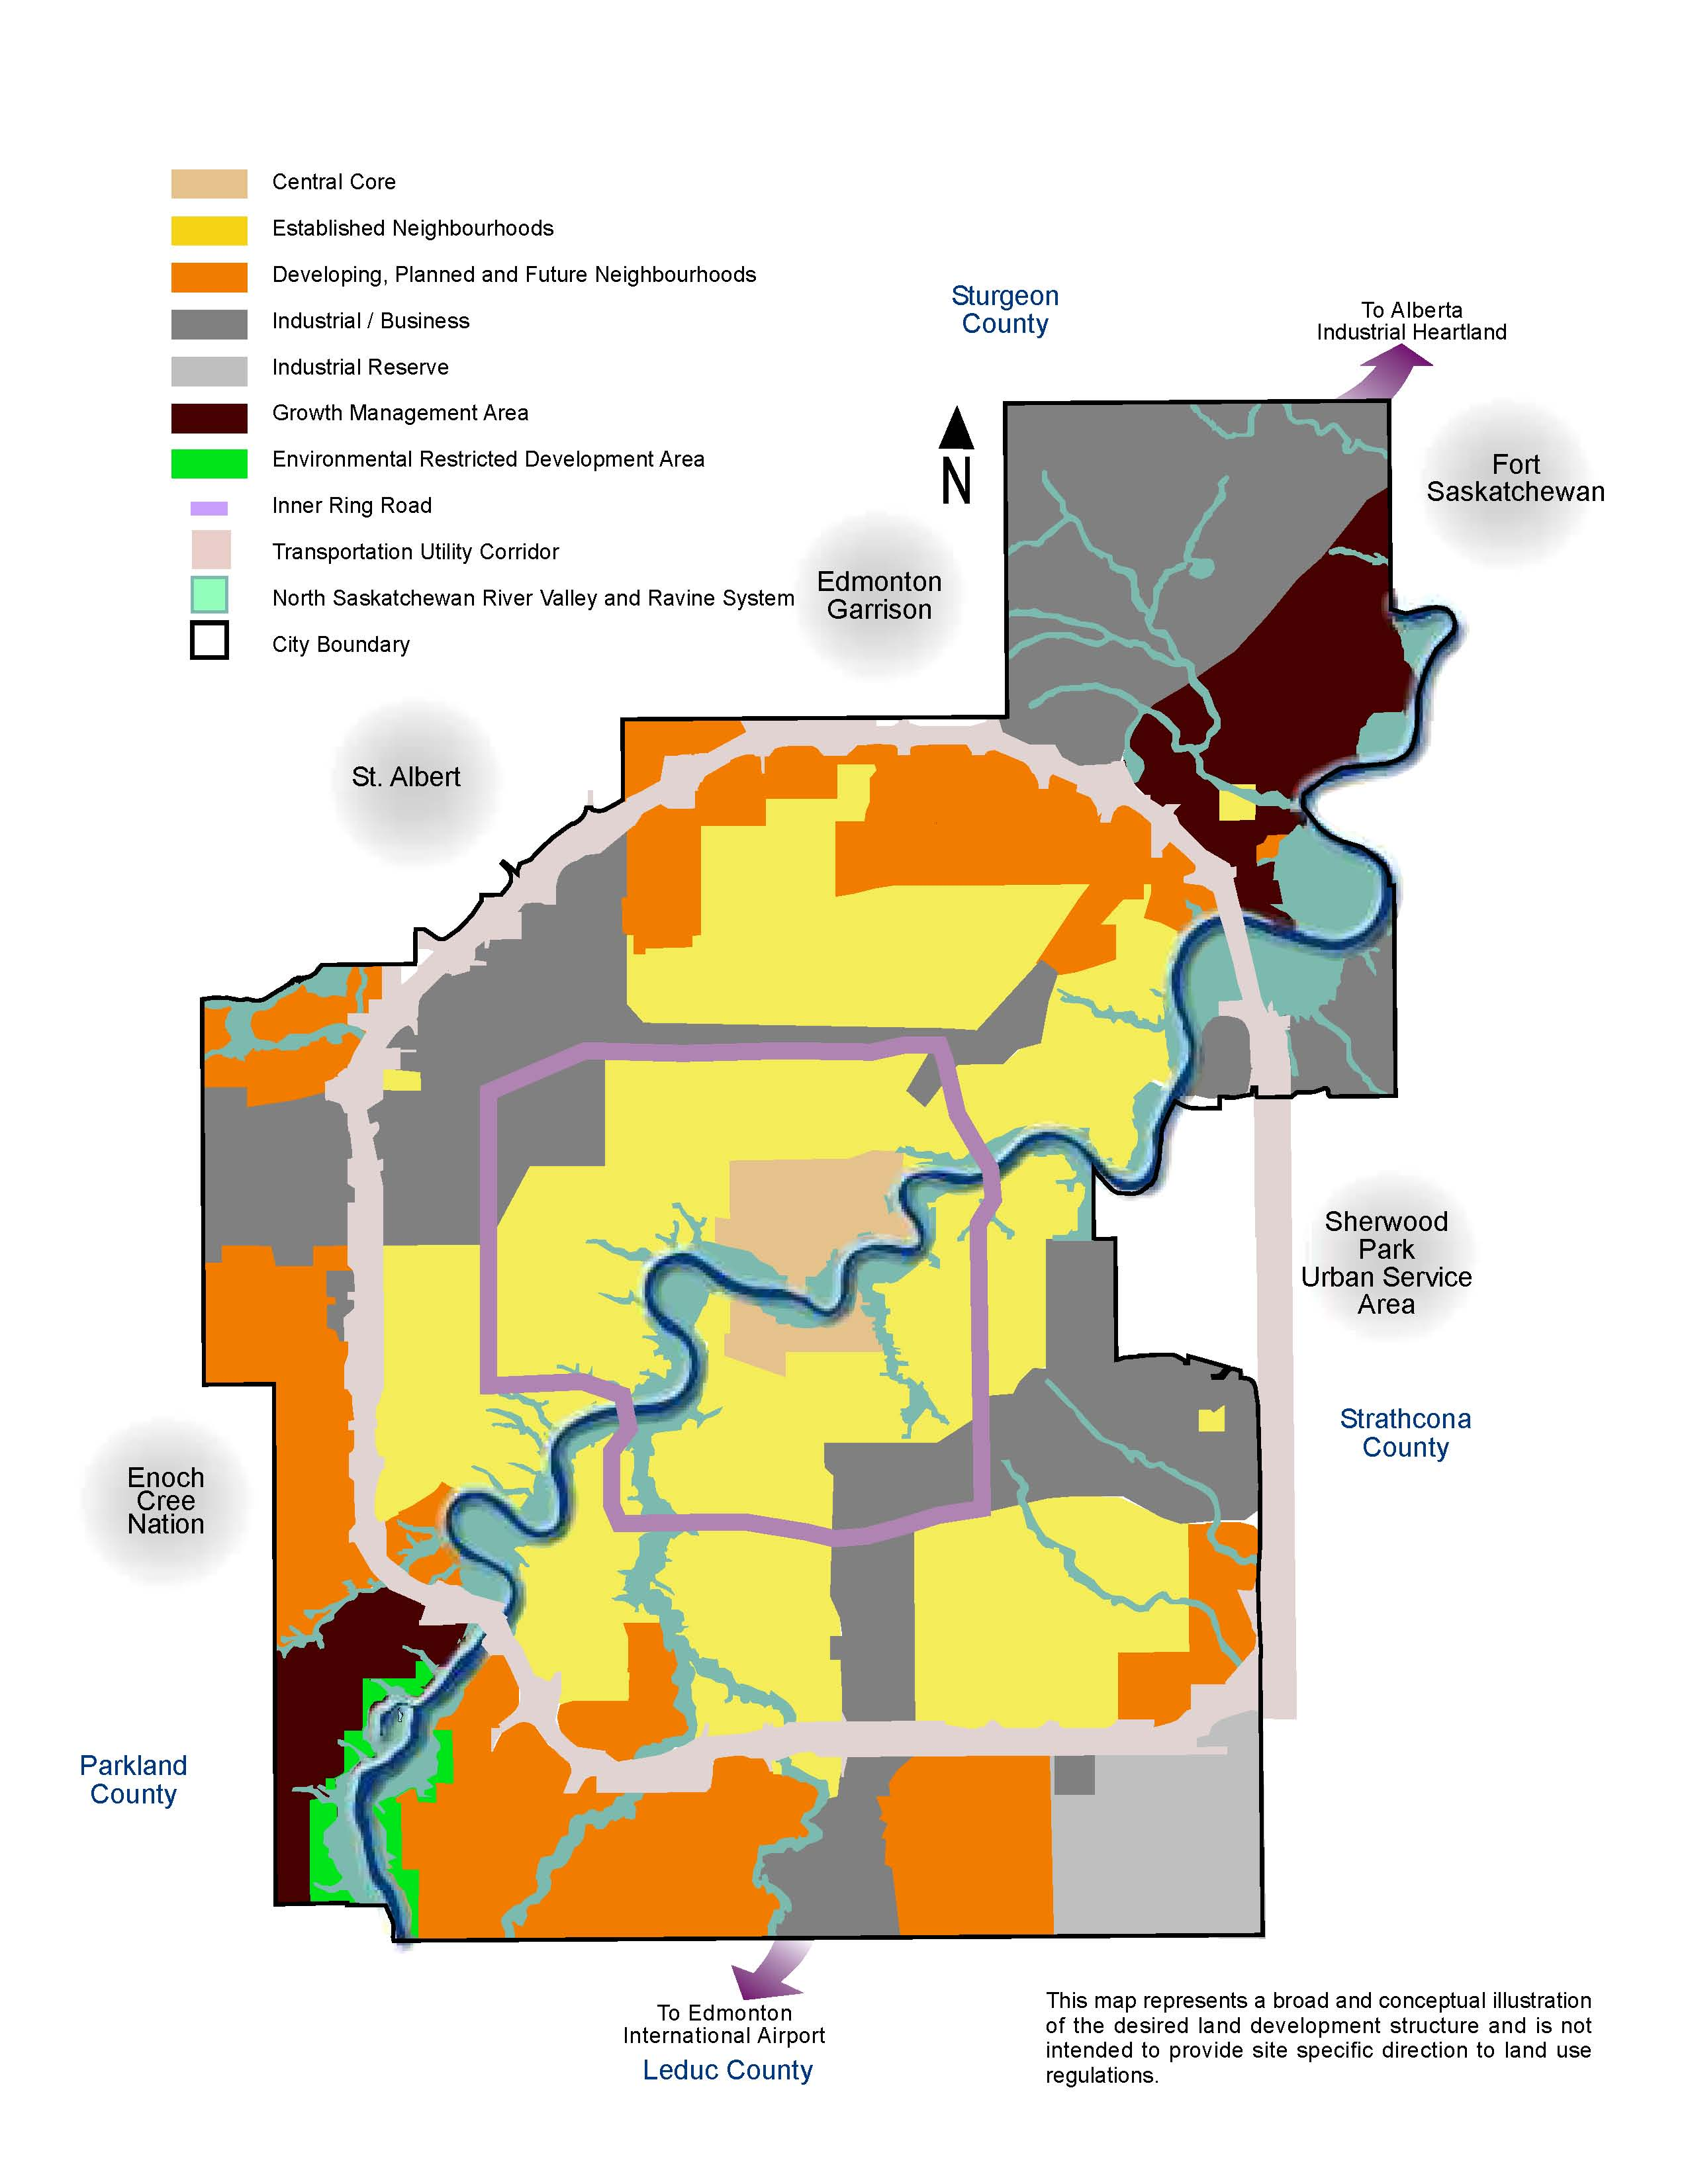 Central Core
Established Neighbourhoods
Developing, Planned and Future Neighbourhoods
Industrial / Business
Industrial Reserve
Growth Management Area
Environmental Restricted Development Area
Inner Ring Road
Transportation Utility Corridor
North Saskatchewan River Valley and Ravine System
City Boundary
Sturgeon
County
To Alberta
Industrial Heartland
N
Fort
Saskatchewan
Edmonton
Garrison
St. Albert
Sherwood
Park
Urban Service
Area
Strathcona
County
Enoch
Cree
Nation
Parkland
County
To Edmonton
International Airport
Leduc County
This map represents a broad and conceptual illustration
of the desired land development structure and is not
intended to provide site specific direction to land use
regulations.